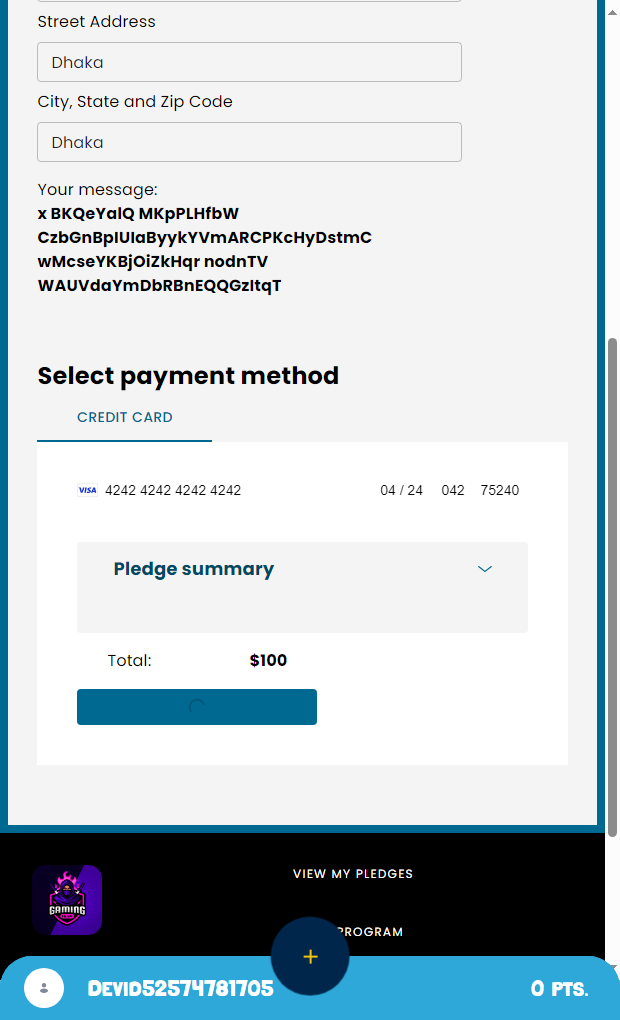 Street Address
Dhaka
City, State and Zip Code
Dhaka
Your message:
x BKQeYalQ MKpPLHfbW
CzbGnBpIUIaByykYVmARCPKcHyDstmC
wMcseYKBjOiZkHqr nodnTV
WAUVdaYmDbRBnEQQGzItqT
Select payment method
CREDIT CARD
VISA 4242 4242 4242 4242 04 / 24 042 75240
Pledge summary
Total: $100
VIEW MY PLEDGES
GAMING
PROGRAM
Devid52574781705 0 PTS.